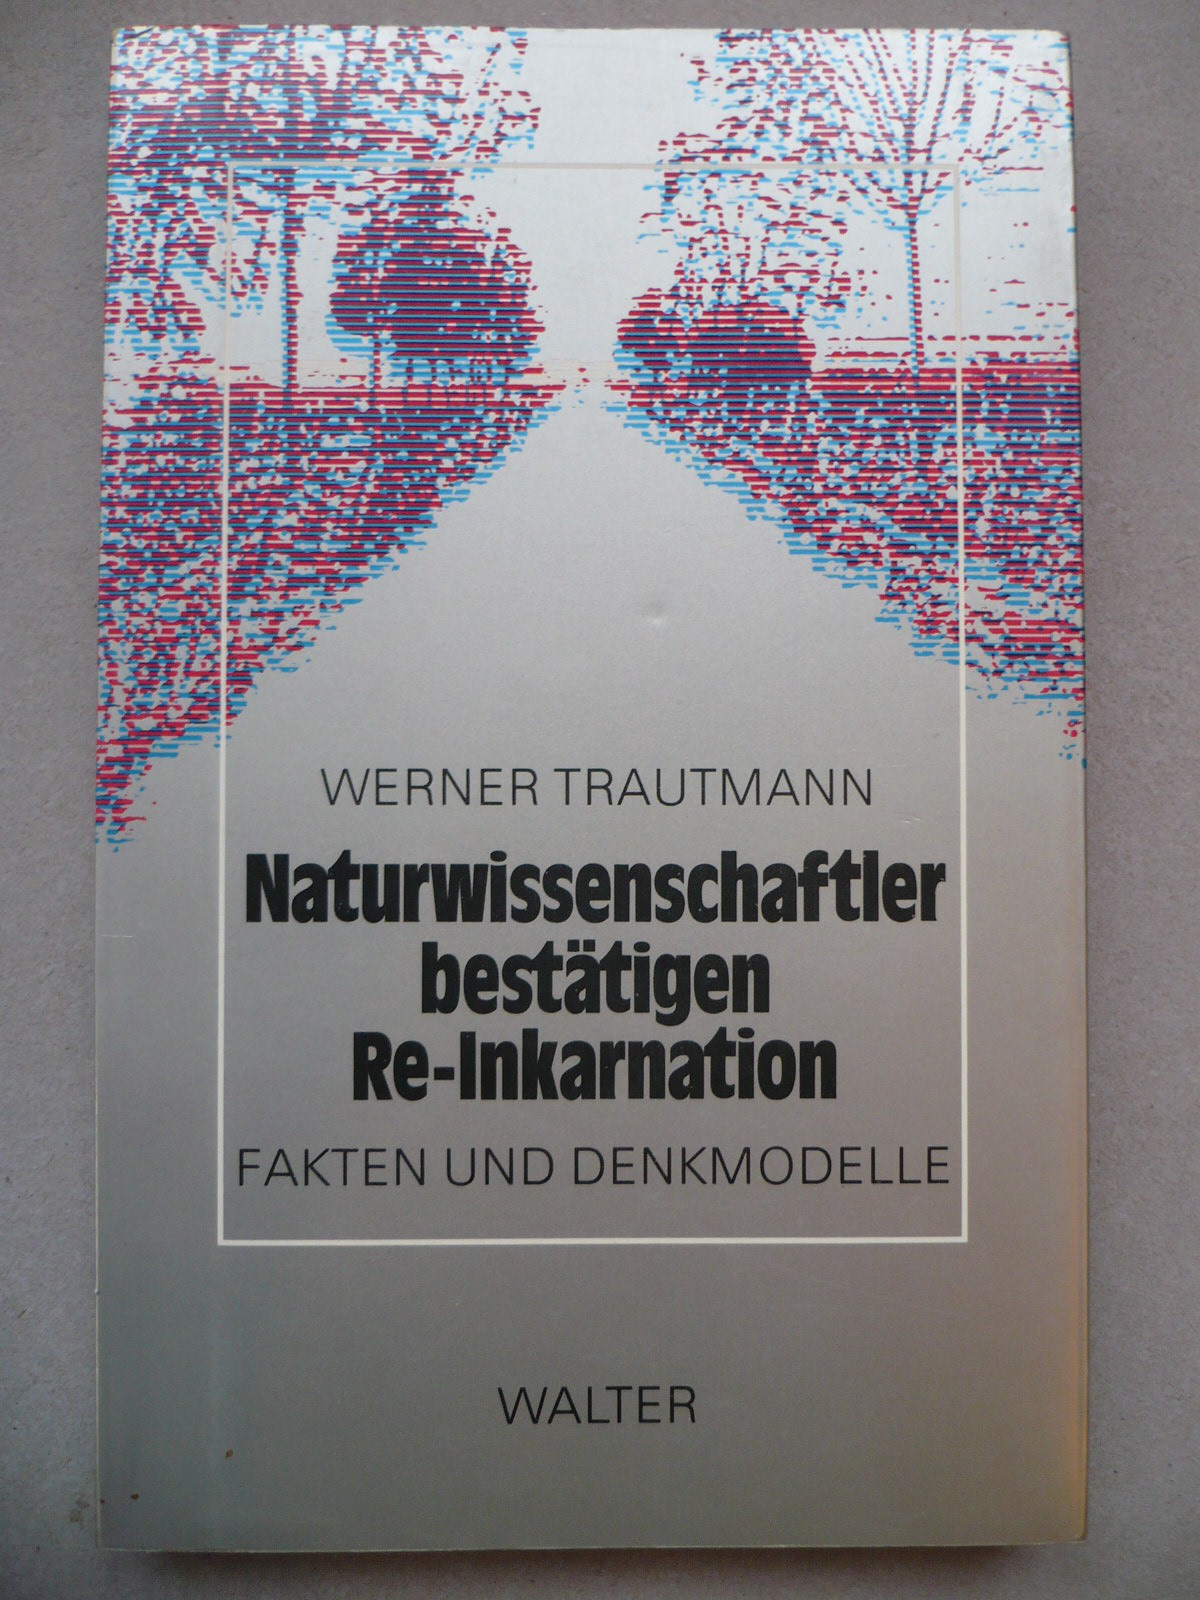 WERNER TRAUTMANN
Naturwissenschaftler
bestätigen
Re-Inkarnation
FAKTEN UND DENKMODELLE
WALTER